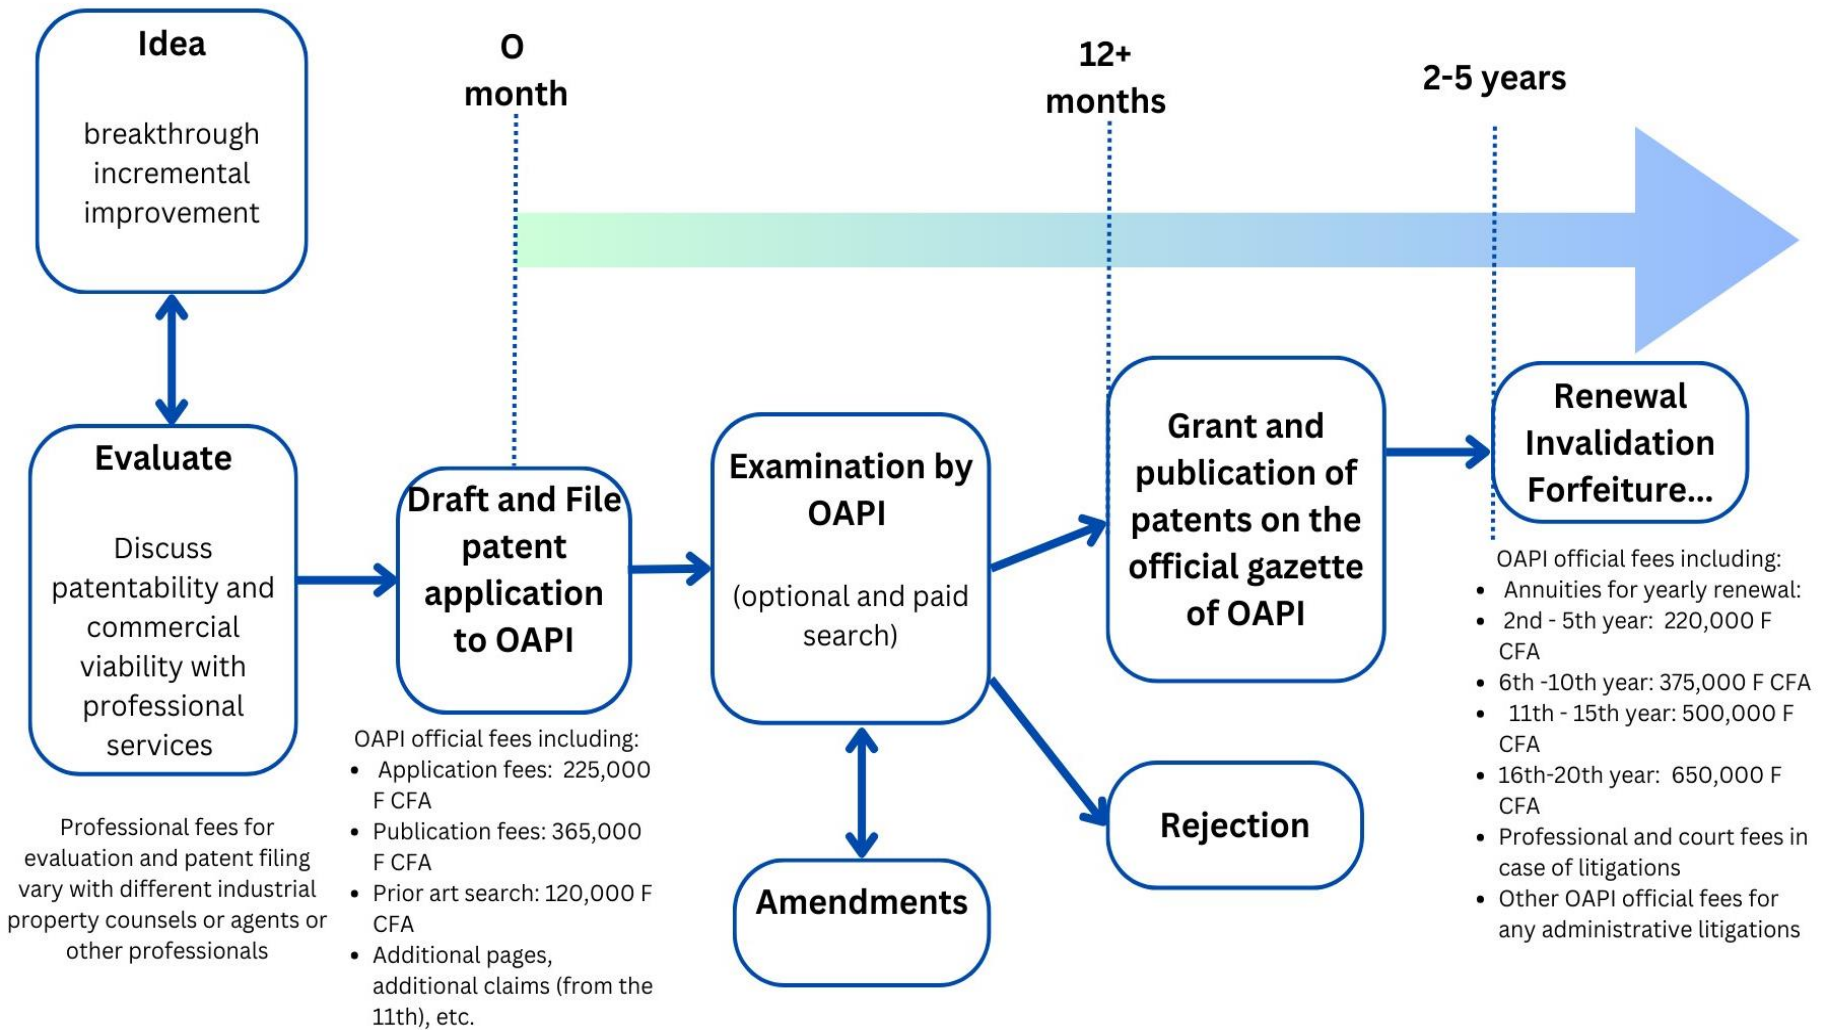 Idea
breakthrough
incremental
improvement
O
month
12+
months
2-5 years
Evaluate
Discuss
patentability and
commercial
viability with
professional
services
Professional fees for
evaluation and patent filing
vary with different industrial
property counsels or agents or
other professionals
Draft and File
patent
application
to OAPI
OAPI official fees including:
• Application fees: 225,000
F CFA
• Publication fees: 365,000
F CFA
• Prior art search: 120,000 F
CFA
• Additional pages,
additional claims (from the
11th), etc.
Examination by
OAPI
(optional and paid
search)
Amendments
Grant and
publication of
patents on the
official gazette
of OAPI
Rejection
Renewal
Invalidation
Forfeiture...
OAPI official fees including:
• Annuities for yearly renewal:
• 2nd - 5th year: 220,000 F
CFA
• 6th -10th year: 375,000 F CFA
• 11th - 15th year: 500,000 F
CFA
• 16th-20th year: 650,000 F
CFA
• Professional and court fees in
case of litigations
• Other OAPI official fees for
any administrative litigations